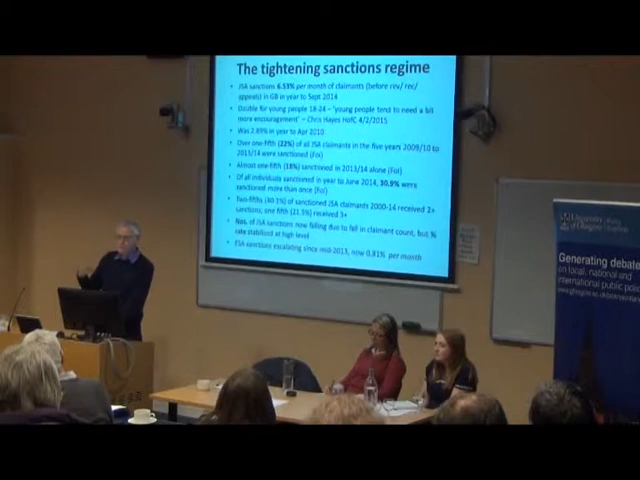 The tightening sanctions regime
• JSA sanctions 6.53% per month of claimants (before rev/ rec/
appeals) in GB in year to Sept 2014
• Double for young people 18-24 – 'young people tend to need a bit
more encouragement' – Chris Hayes HofC 4/2/2015
• Was 2.89% in year to Apr 2010
• Over one-fifth (22%) of all JSA claimants in the five years 2009/10 to
2013/14 were sanctioned (FoI)
• Almost one-fifth (18%) sanctioned in 2013/14 alone (FoI)
• Of all individuals sanctioned in year to June 2014, 30.9% were
sanctioned more than once (FoI)
• Two-fifths (40.1%) of sanctioned JSA claimants 2000-14 received 2+
sanctions; one fifth (21.5%) received 3+
• Nos. of JSA sanctions now falling due to fall in claimant count, but %
rate stabilised at high level
• ESA sanctions escalating since mid-2013, now 0.81% per month
University
of Glasgow
Generating debate
on local, national and
international public policy